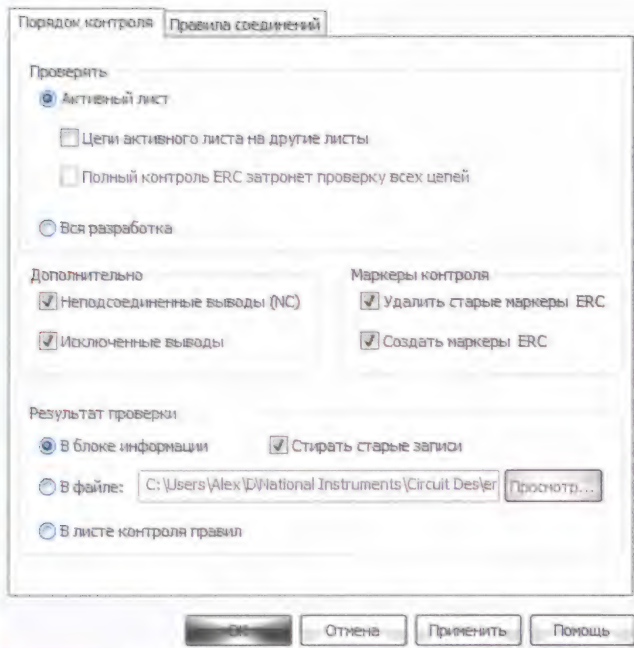 Порядок контроля Правила соединений
Проверять
Активный лист
Цепи активного листа на другие листы
Полный контроль ERC затронет проверку всех цепей
Вся разработка
Дополнительно Маркеры контроля
Неподсоединенные выводы (NC) Удалить старые маркеры ERC
Исключенные выводы Создать маркеры ERC
Результат проверки
В блоке информации Стирать старые записи
В файле: C:\Users\Alex\D\National Instruments\Circuit Des\er Просмотр...
В листе контроля правил
OK Отмена Применить Помощь